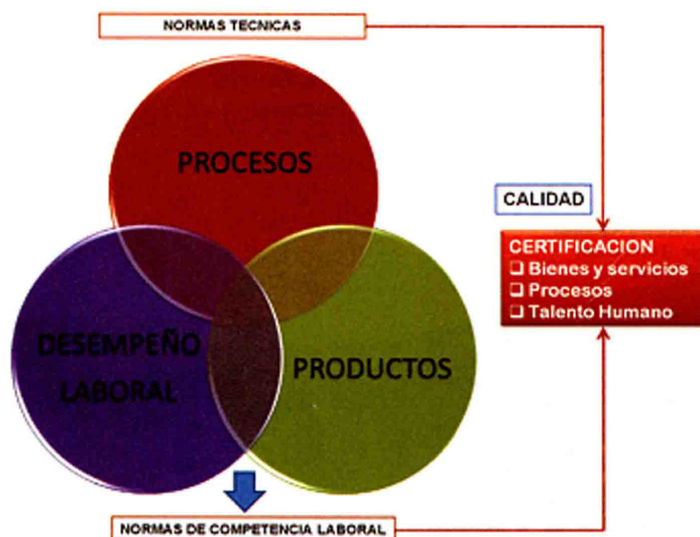 NORMAS TECNICAS
PROCESOS
CALIDAD
CERTIFICACION
❑ Bienes y servicios
❑ Procesos
❑ Talento Humano
DESEMPEÑO
LABORAL
PRODUCTOS
NORMAS DE COMPETENCIA LABORAL